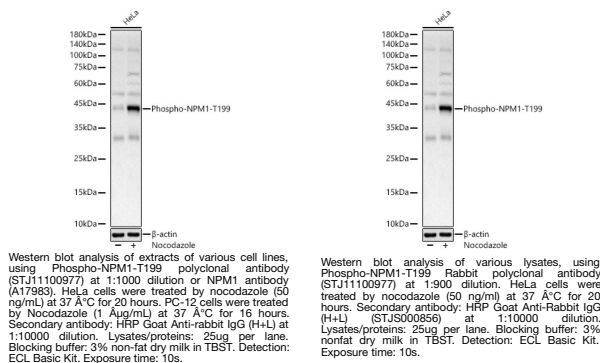 HeLa
180kDa
140kDa
100kDa
75kDa
60kDa
45kDa
35kDa
25kDa
15kDa
10kDa
Phospho-NPM1-T199
β-actin
− +
Nocodazole
Western blot analysis of extracts of various cell lines,
using Phospho-NPM1-T199 polyclonal antibody
(STJ11100977) at 1:1000 dilution or NPM1 antibody
(A17983). HeLa cells were treated by nocodazole (50
ng/mL) at 37 Å°C for 20 hours. PC-12 cells were treated
by Nocodazole (1 Âµg/mL) at 37 Å°C for 16 hours.
Secondary antibody: HRP Goat Anti-rabbit IgG (H+L) at
1:10000 dilution. Lysates/proteins: 25ug per lane.
Blocking buffer: 3% non-fat dry milk in TBST. Detection:
ECL Basic Kit. Exposure time: 10s.
HeLa
180kDa
140kDa
100kDa
75kDa
60kDa
45kDa
35kDa
25kDa
15kDa
10kDa
Phospho-NPM1-T199
β-actin
− +
Nocodazole
Western blot analysis of various lysates, using
Phospho-NPM1-T199 Rabbit polyclonal antibody
(STJ11100977) at 1:900 dilution. HeLa cells were
treated by nocodazole (50 ng/ml) at 37 Å°C for 20
hours. Secondary antibody: HRP Goat Anti-Rabbit IgG
(H+L) (STJS000856) at 1:10000 dilution.
Lysates/proteins: 25ug per lane. Blocking buffer: 3%
nonfat dry milk in TBST. Detection: ECL Basic Kit.
Exposure time: 10s.